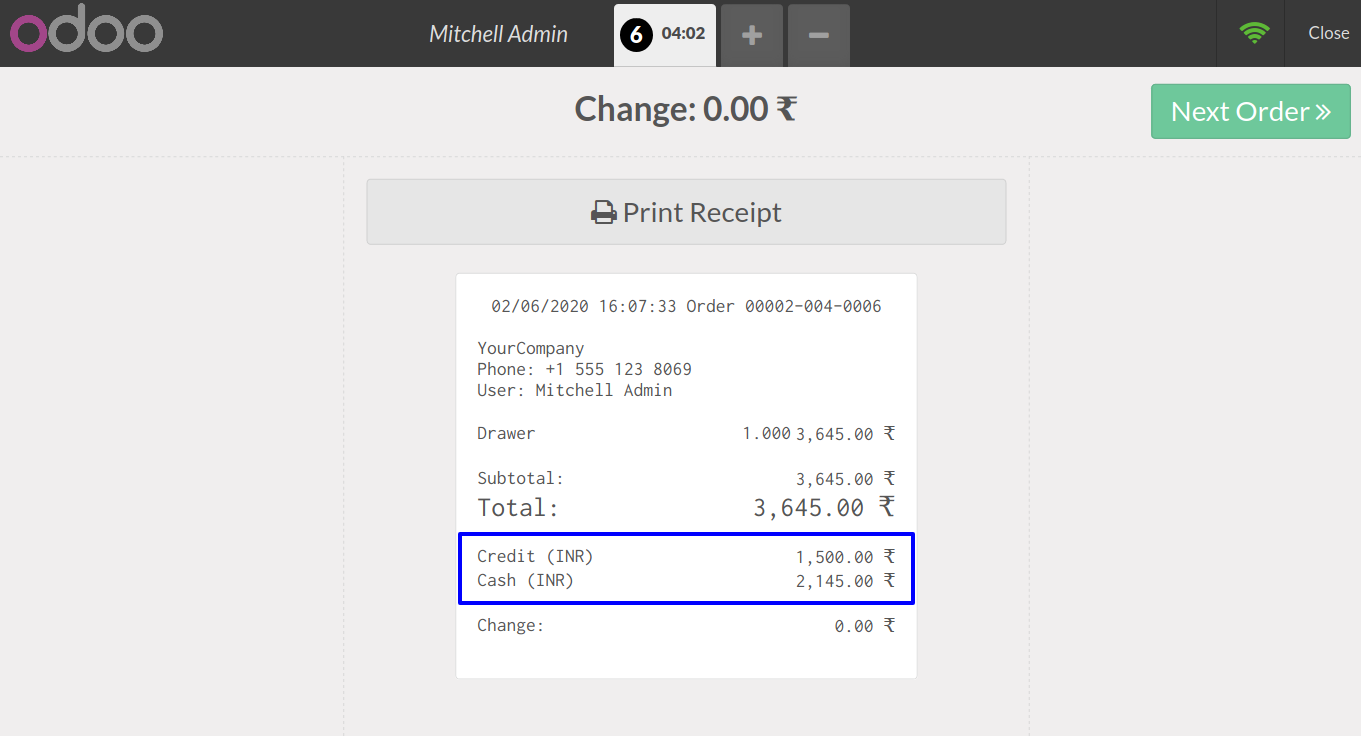 odoo Mitchell Admin 6 04:02 Close
Change: 0.00 ₹ Next Order
Print Receipt
02/06/2020 16:07:33 Order 00002-004-0006
YourCompany
Phone: +1 555 123 8069
User: Mitchell Admin
Drawer 1.000 3,645.00 ₹
Subtotal: 3,645.00 ₹
Total: 3,645.00 ₹
Credit (INR) 1,500.00 ₹
Cash (INR) 2,145.00 ₹
Change: 0.00 ₹